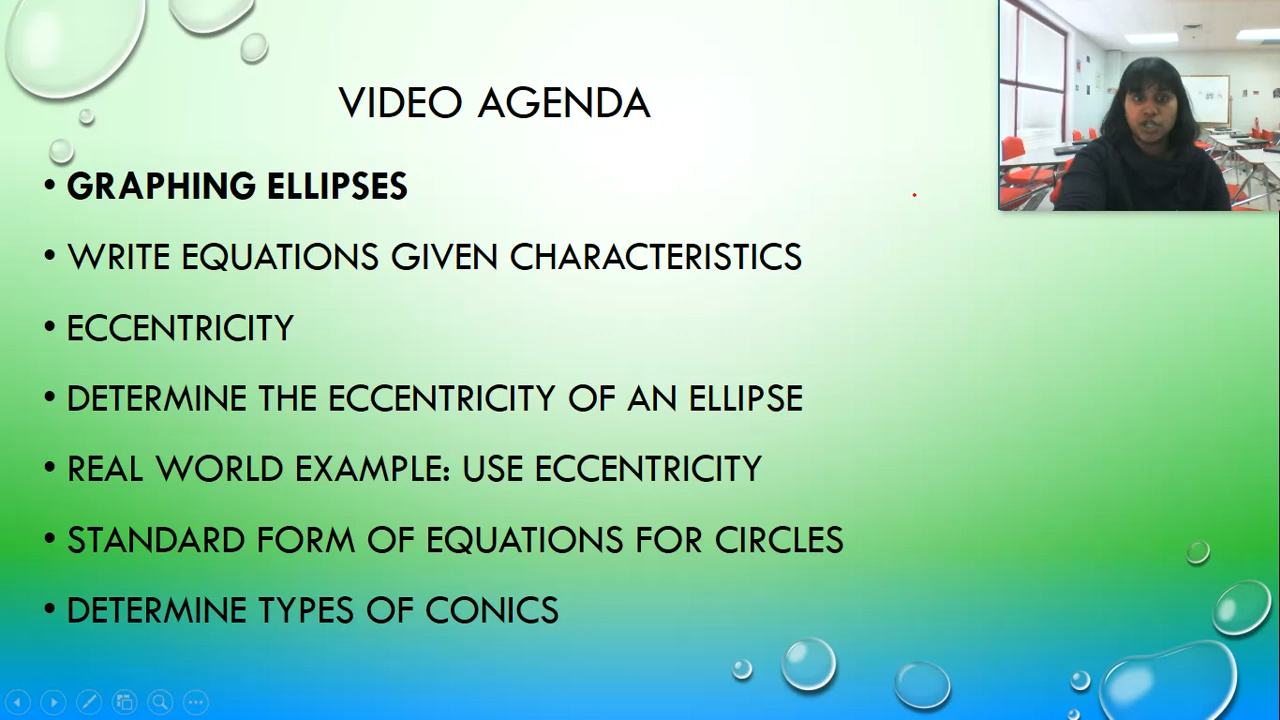 VIDEO AGENDA
• GRAPHING ELLIPSES
• WRITE EQUATIONS GIVEN CHARACTERISTICS
• ECCENTRICITY
• DETERMINE THE ECCENTRICITY OF AN ELLIPSE
• REAL WORLD EXAMPLE: USE ECCENTRICITY
• STANDARD FORM OF EQUATIONS FOR CIRCLES
• DETERMINE TYPES OF CONICS